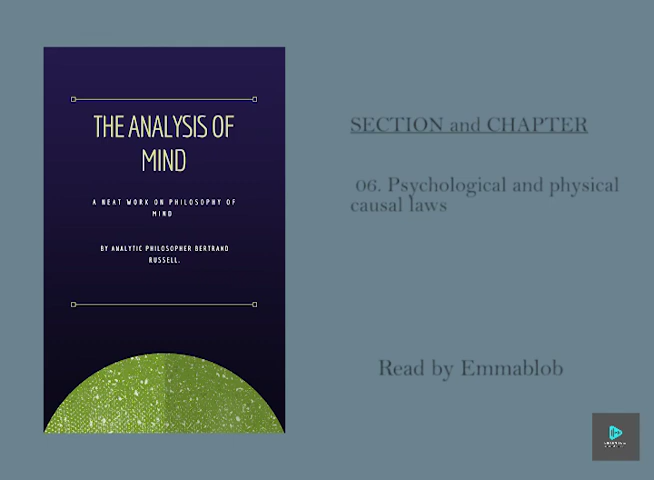 THE ANALYSIS OF
MIND
A NEAT WORK ON PHILOSOPHY OF
MIND
BY ANALYTIC PHILOSOPHER BERTRAND
RUSSELL.
SECTION and CHAPTER
06. Psychological and physical
causal laws
Read by Emmablob